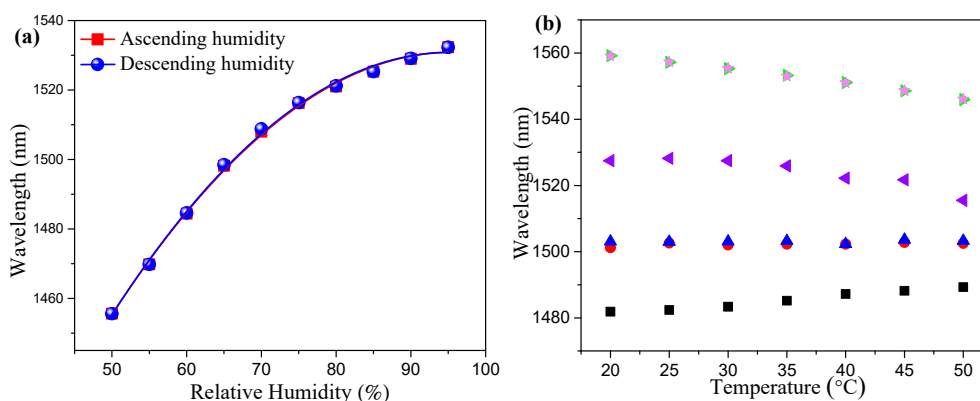 (a)
Ascending humidity
Descending humidity
Wavelength (nm)
1540
1520
1500
1480
1460
50 60 70 80 90 100
Relative Humidity (%)
(b)
Wavelength (nm)
1560
1540
1520
1500
1480
20 25 30 35 40 45 50
Temperature (°C)